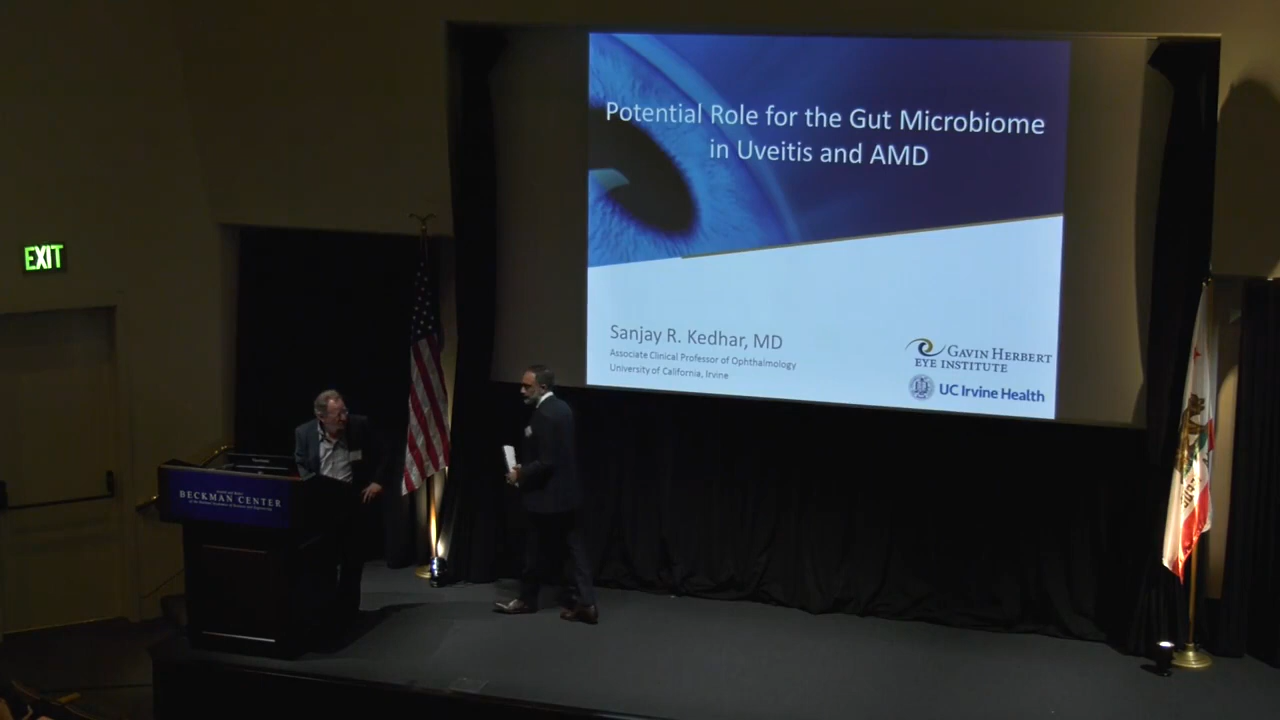 EXIT
Potential Role for the Gut Microbiome
in Uveitis and AMD
Sanjay R. Kedhar, MD
Associate Clinical Professor of Ophthalmology
University of California, Irvine
GAVIN HERBERT
EYE INSTITUTE
UC Irvine Health
BECKMAN CENTER